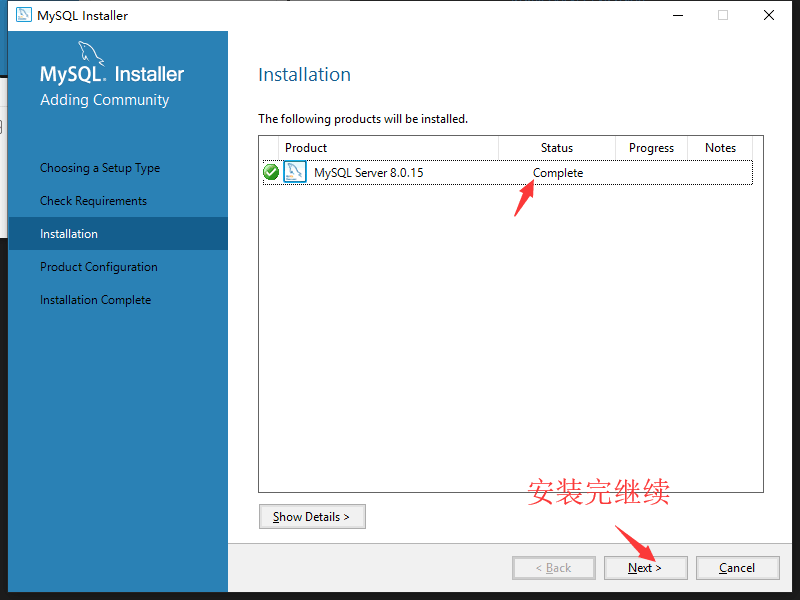 MySQL Installer
MySQL. Installer
Adding Community
Choosing a Setup Type
Check Requirements
Installation
Product Configuration
Installation Complete
Installation
The following products will be installed.
Product Status Progress Notes
MySQL Server 8.0.15 Complete
安装完继续
Show Details >
< Back Next > Cancel